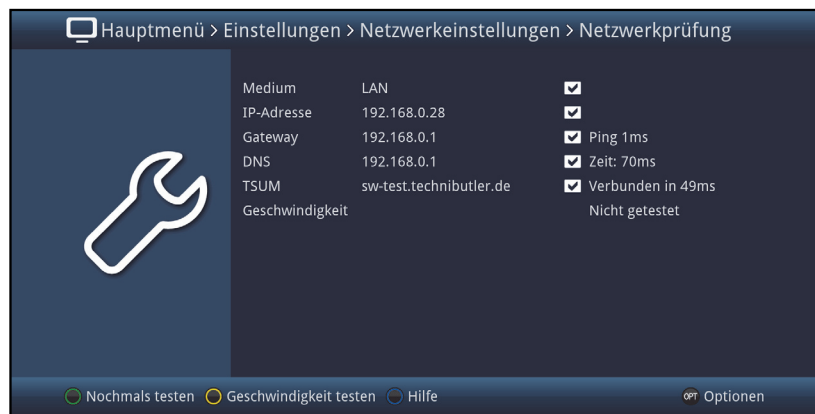 Hauptmenü > Einstellungen > Netzwerkeinstellungen > Netzwerkprüfung
Medium LAN
IP-Adresse 192.168.0.28
Gateway 192.168.0.1 Ping 1ms
DNS 192.168.0.1 Zeit: 70ms
TSUM sw-test.technibutler.de Verbunden in 49ms
Geschwindigkeit Nicht getestet
Nochmals testen Geschwindigkeit testen Hilfe OPT Optionen